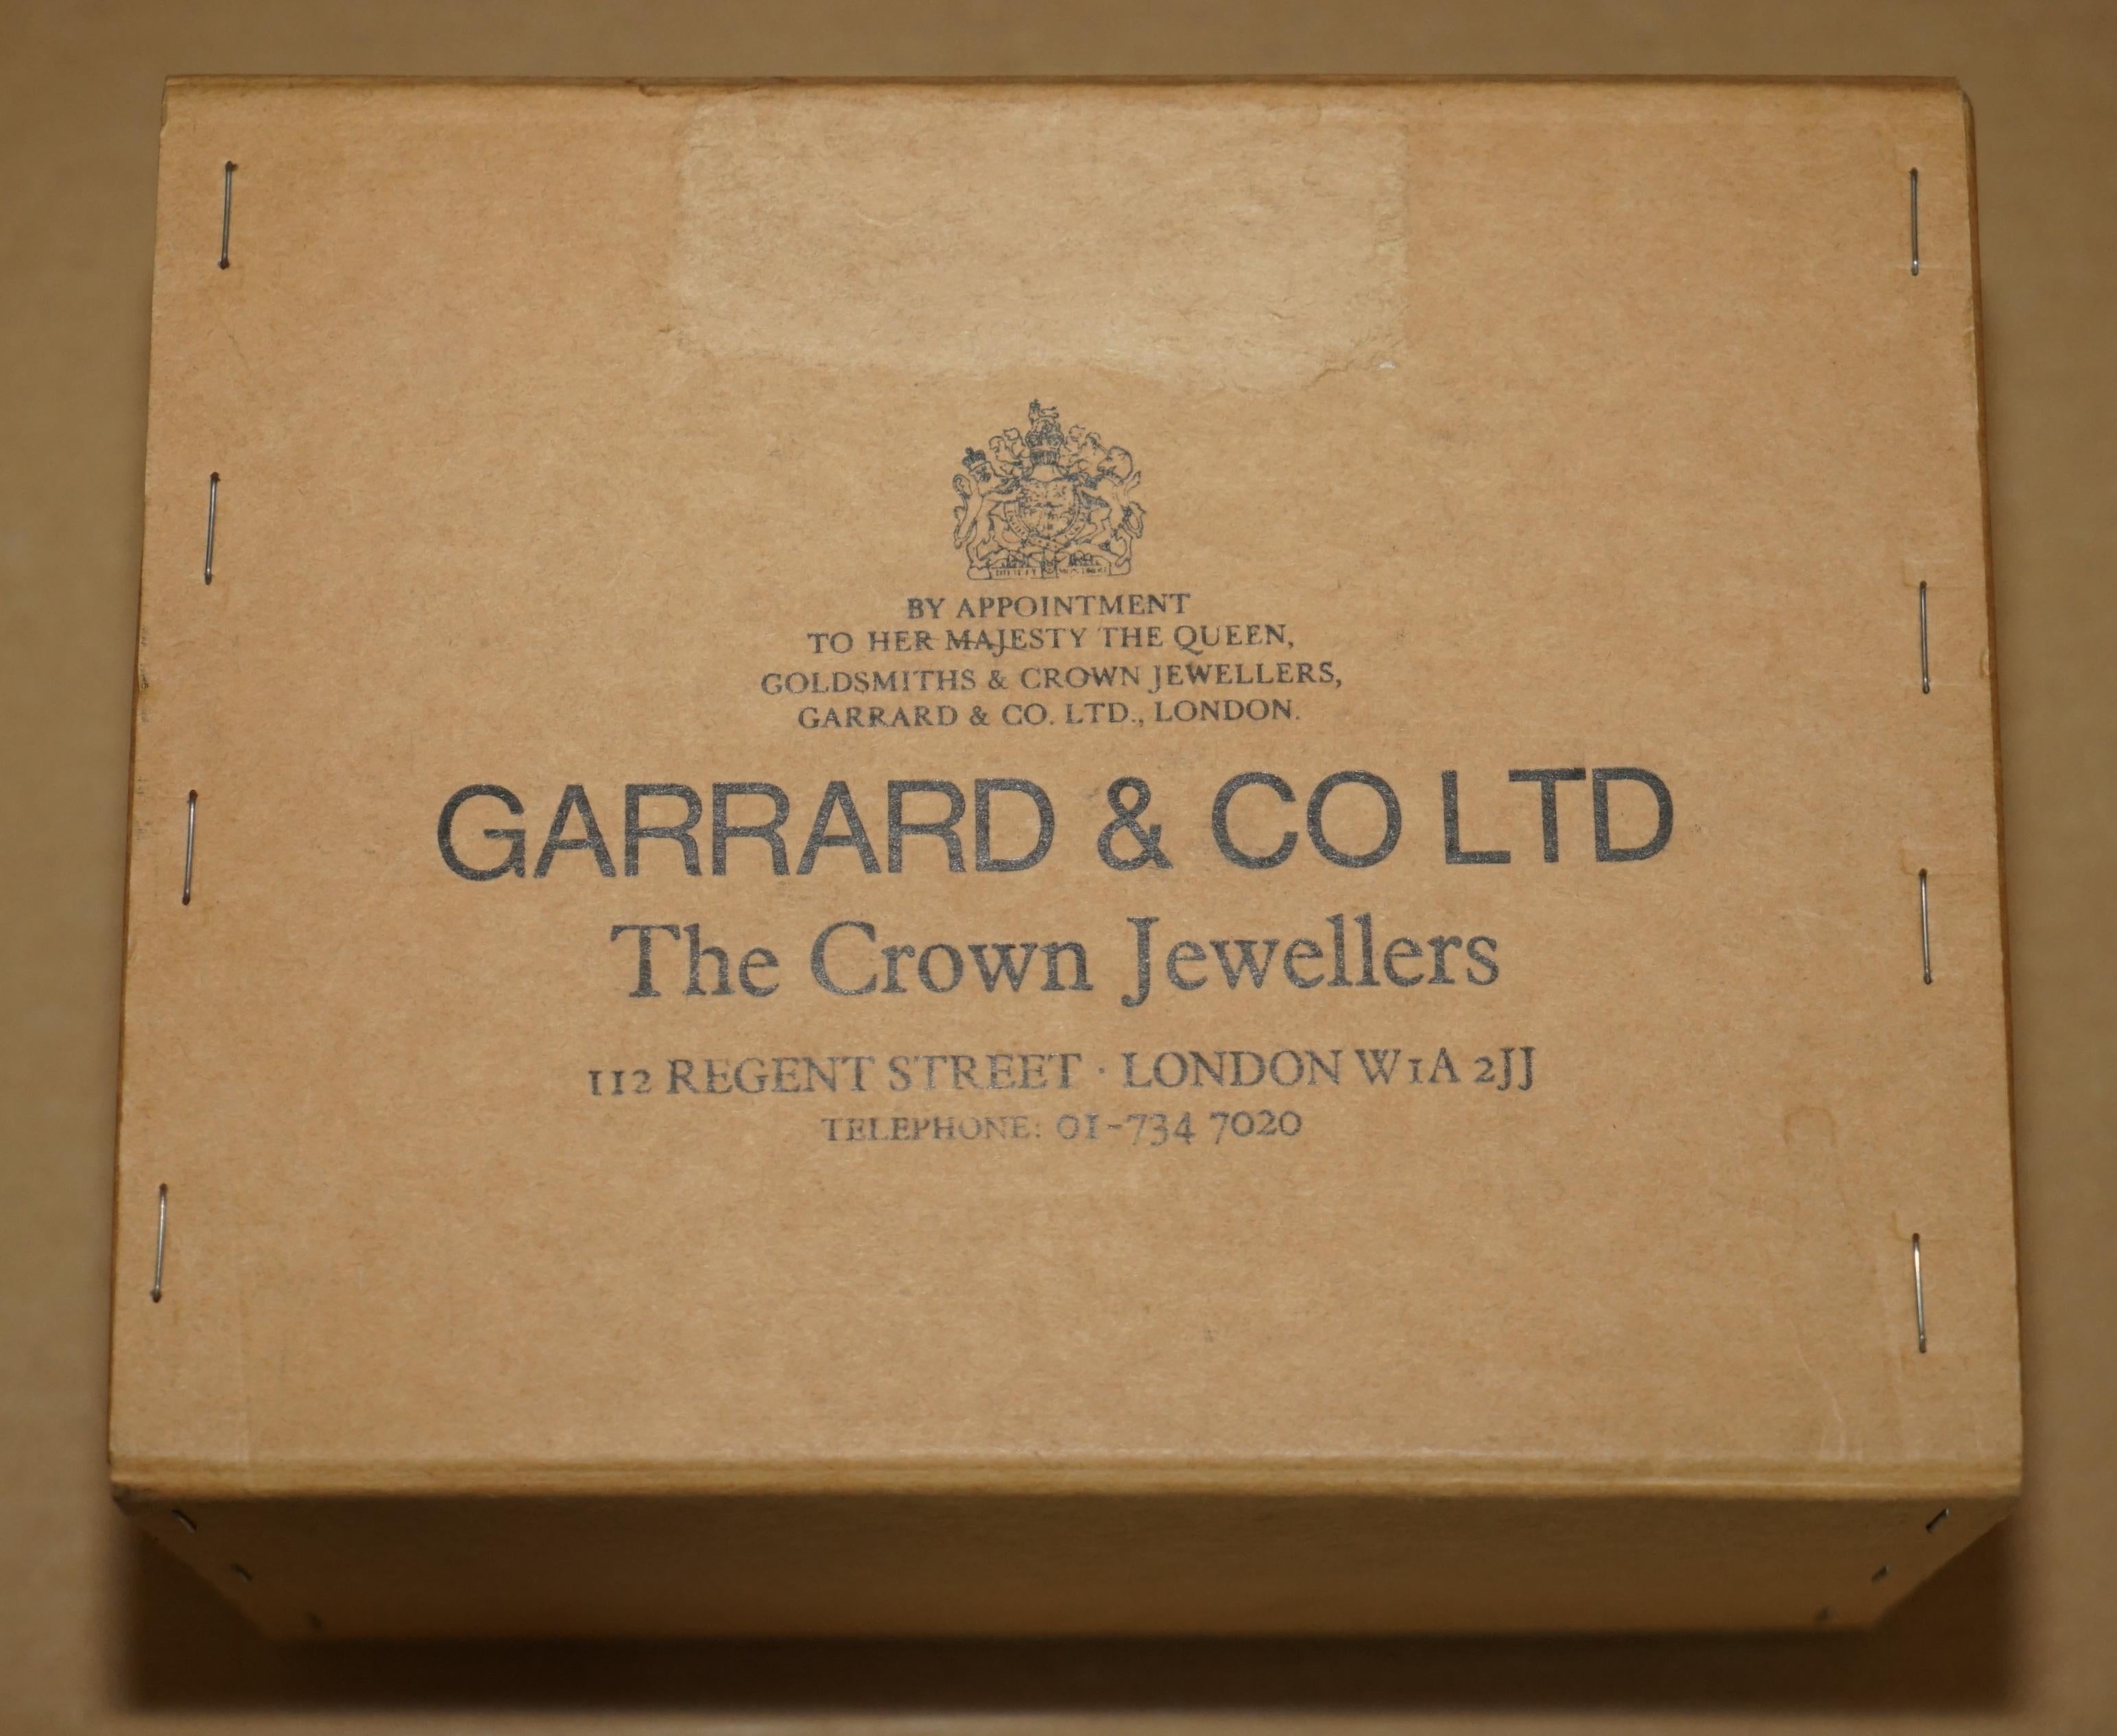 BY APPOINTMENT
TO HER MAJESTY THE QUEEN,
GOLDSMITHS & CROWN JEWELLERS,
GARRARD & CO. LTD., LONDON.
GARRARD & CO LTD
The Crown Jewellers
112 REGENT STREET · LONDON W1A 2JJ
TELEPHONE: 01-734 7020